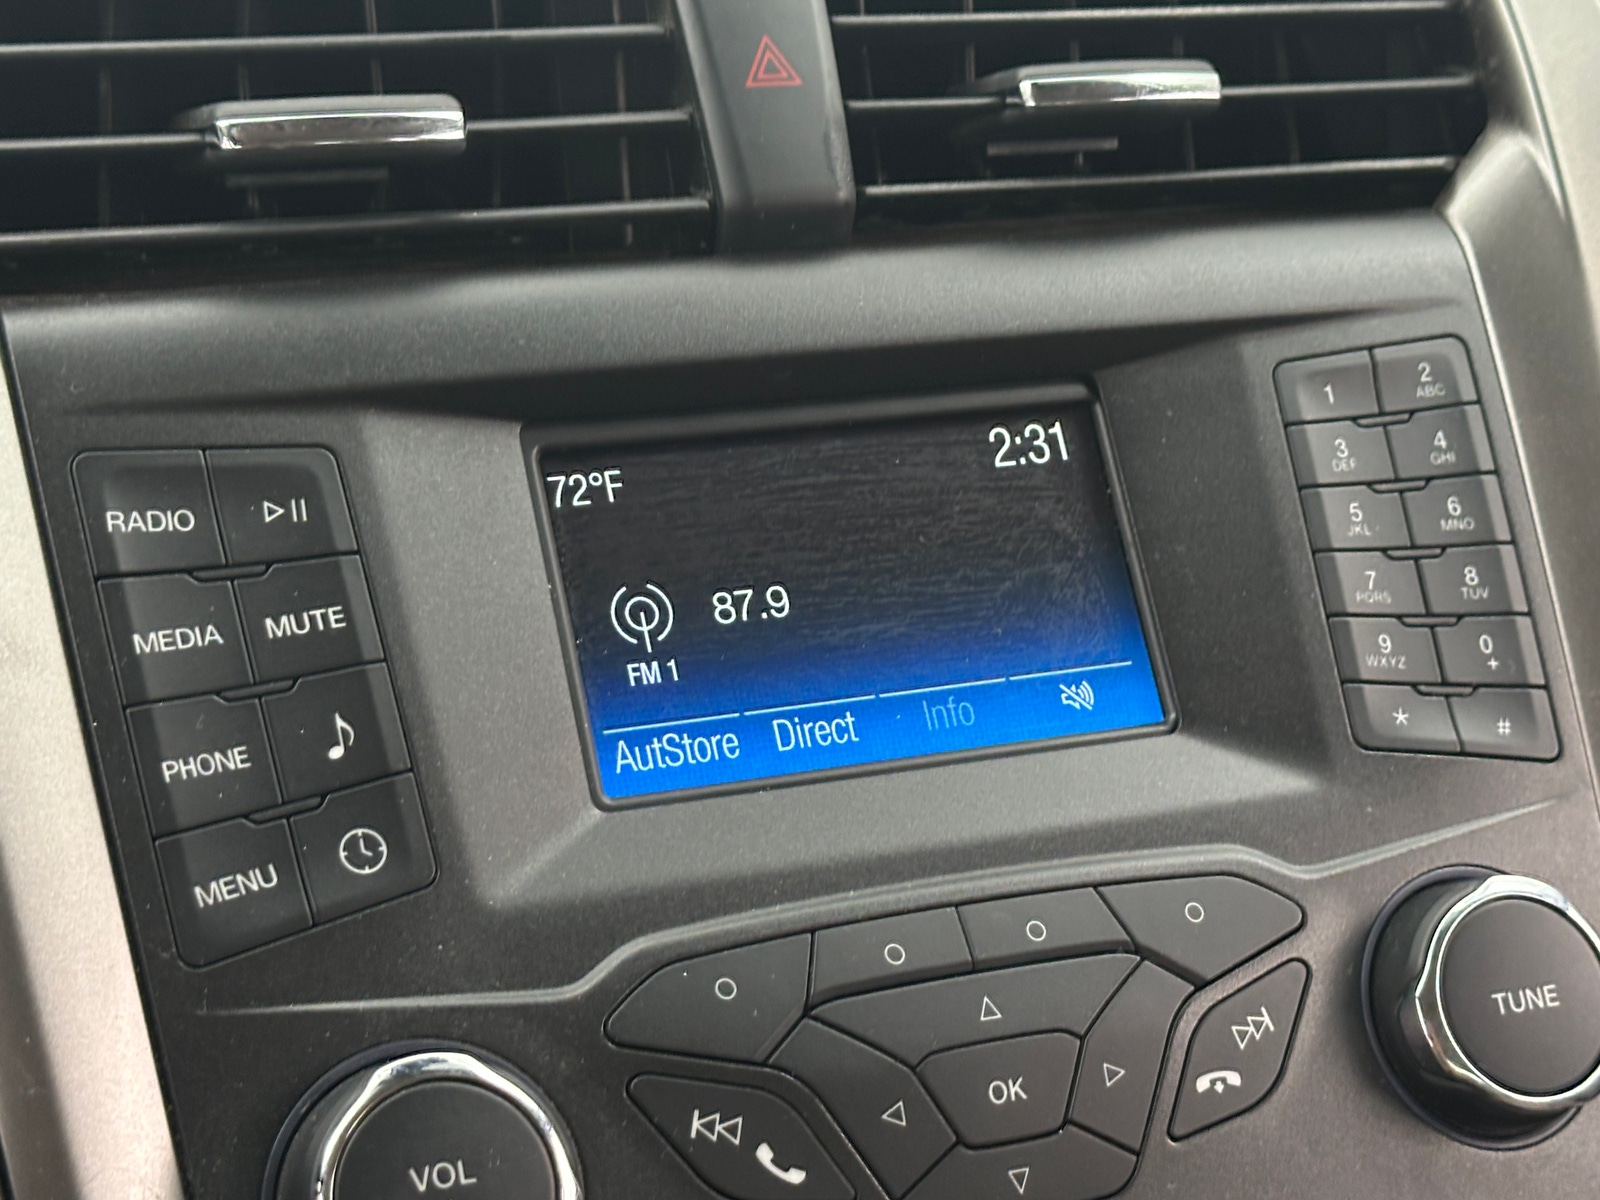 72°F
2:31
87.9
FM 1
AutStore Direct Info
RADIO
MEDIA MUTE
PHONE
MENU
1 2 ABC
3 DEF 4 GHI
5 JKL 6 MNO
7 PQRS 8 TUV
9 WXYZ 0 +
* #
OK
VOL
TUNE